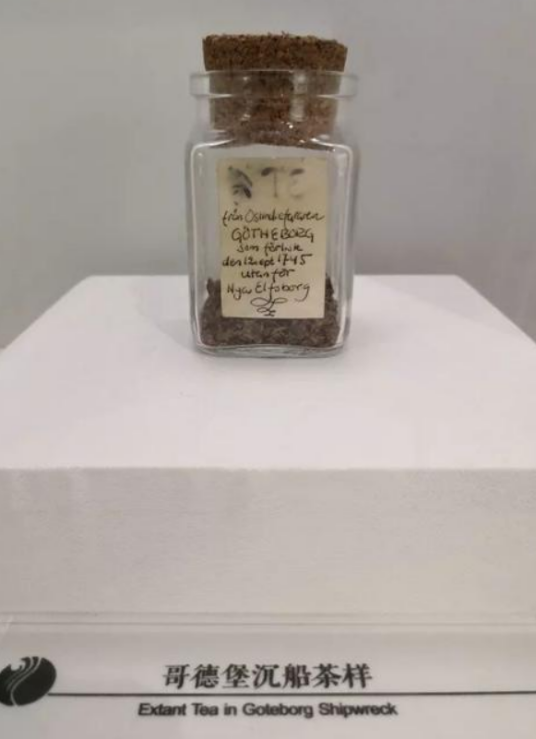 från Ostindiefararen
GÖTHEBORG
som förliste
den 12 sept 1745
utanför
Nya Elfsborg
哥德堡沉船茶样
Extant Tea in Goteborg Shipwreck